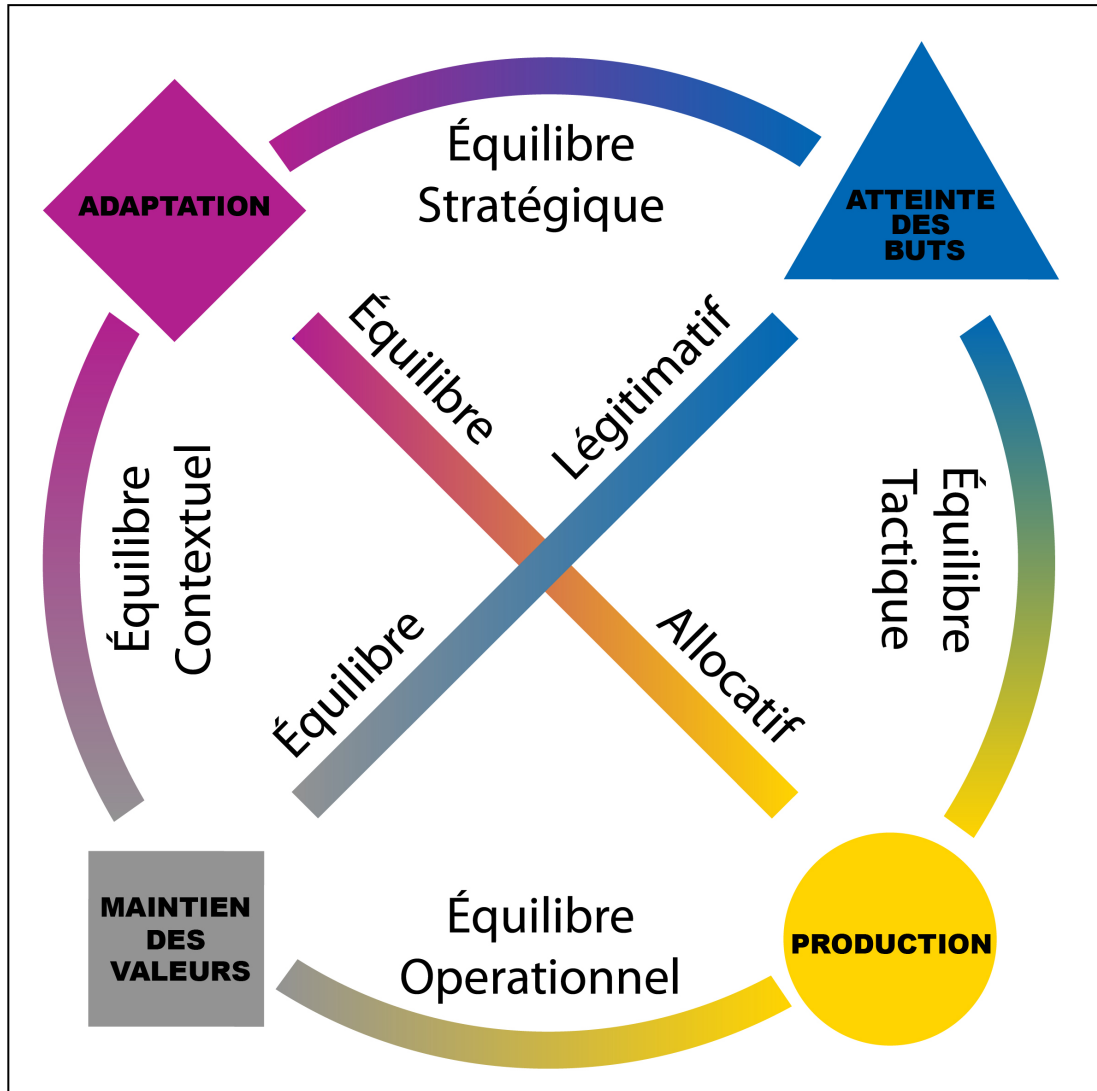 Équilibre
Stratégique
ADAPTATION
ATTEINTE
DES
BUTS
Équilibre
Légitimatif
Équilibre
Contextuel
Équilibre
Tactique
Équilibre
Allocatif
MAINTIEN
DES
VALEURS
Équilibre
Operationnel
PRODUCTION